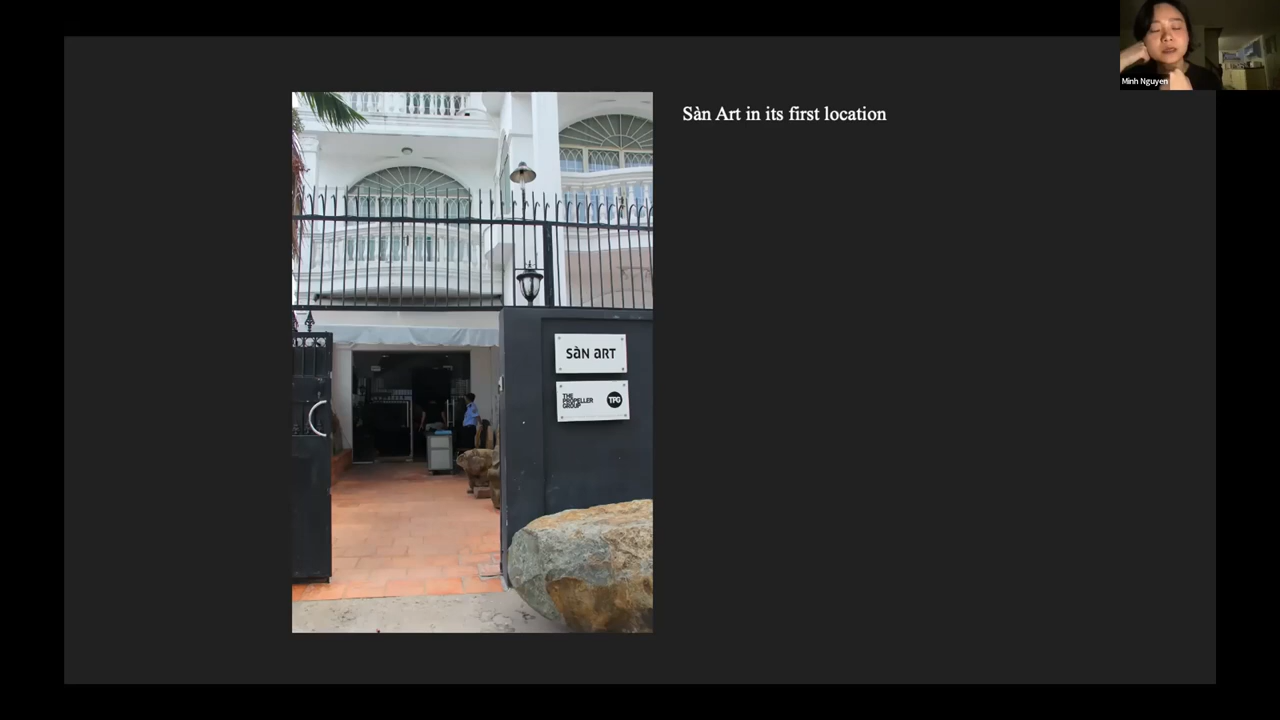 Minh Nguyen
Sàn Art in its first location
sàn art
THE
PROPELLER
GROUP
TPG